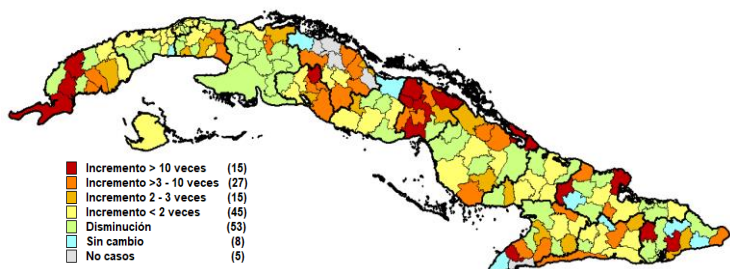 Incremento > 10 veces (15)
Incremento >3 - 10 veces (27)
Incremento 2 - 3 veces (15)
Incremento < 2 veces (45)
Disminución (53)
Sin cambio (8)
No casos (5)